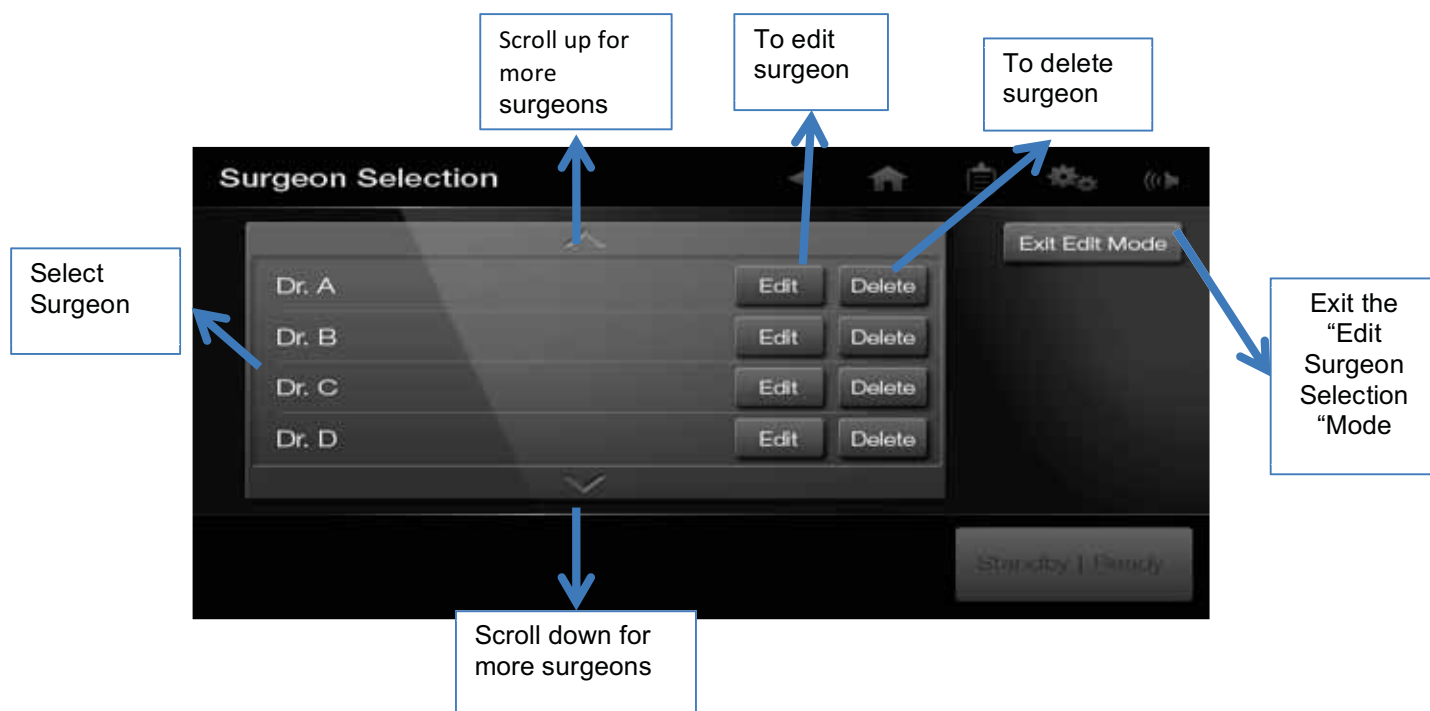 Scroll up for
more
surgeons
To edit
surgeon
To delete
surgeon
Surgeon Selection
Select
Surgeon
Exit Edit Mode
Dr. A
Edit
Delete
Dr. B
Edit
Delete
Dr. C
Edit
Delete
Dr. D
Edit
Delete
Exit the
“Edit
Surgeon
Selection
“Mode
Standby | Ready
Scroll down for
more surgeons